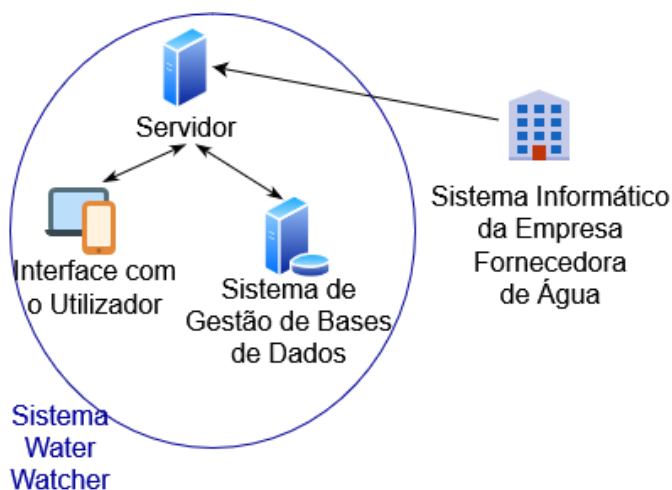 Servidor
Sistema Informático
da Empresa
Fornecedora
de Água
Interface com
o Utilizador
Sistema de
Gestão de Bases
de Dados
Sistema
Water
Watcher